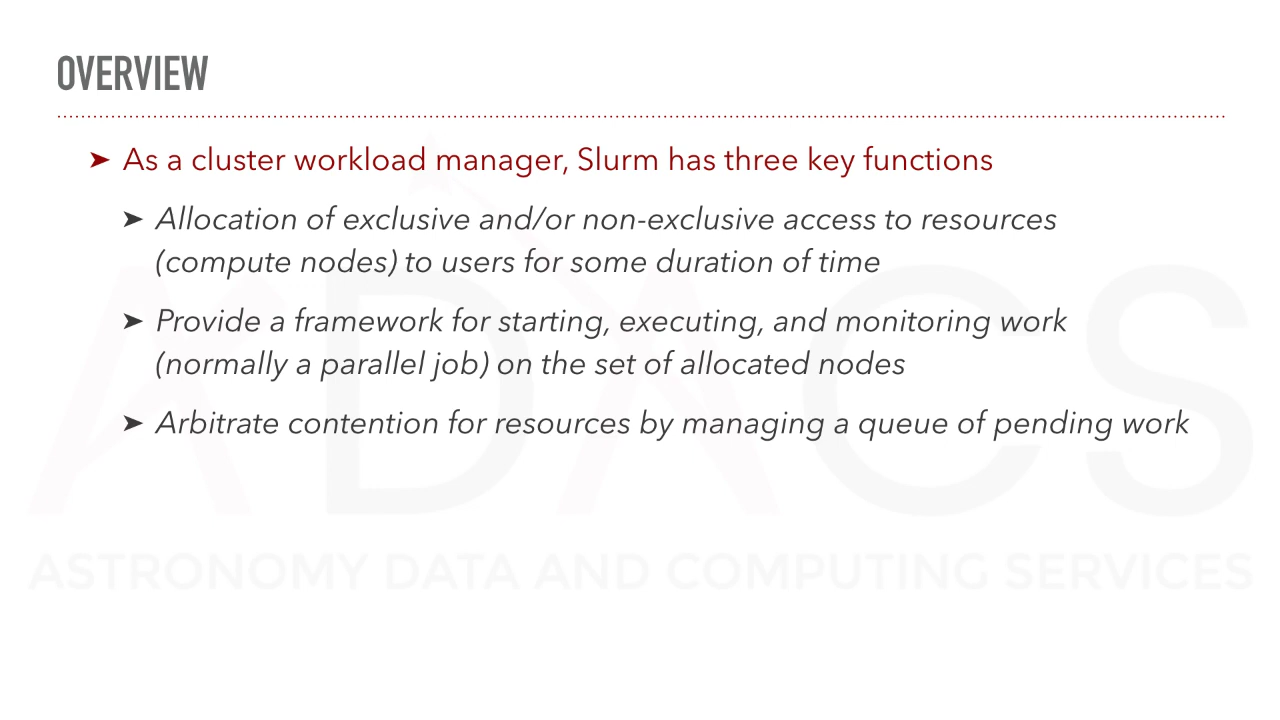 OVERVIEW
➤ As a cluster workload manager, Slurm has three key functions
➤ Allocation of exclusive and/or non-exclusive access to resources
(compute nodes) to users for some duration of time
➤ Provide a framework for starting, executing, and monitoring work
(normally a parallel job) on the set of allocated nodes
➤ Arbitrate contention for resources by managing a queue of pending work
ADACS
ASTRONOMY DATA AND COMPUTING SERVICES